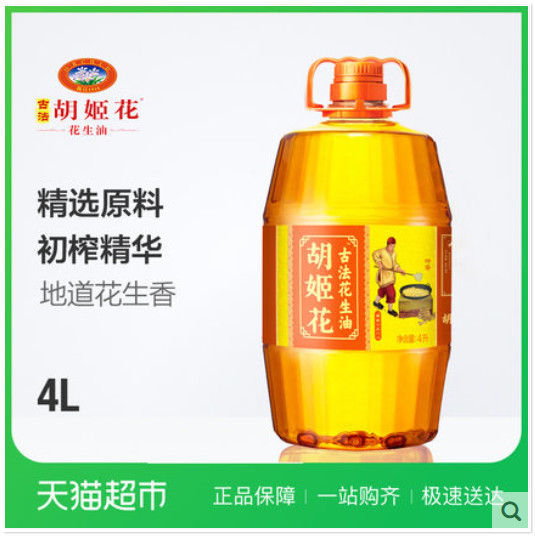 古法
胡姬花
花生油
精选原料
初榨精华
地道花生香
4L
胡姬花
古法花生油
净含量:4升
胡
天猫超市
正品保障
一站购齐
极速送达